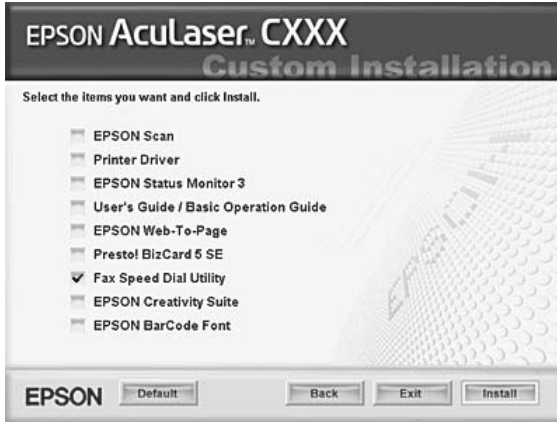 EPSON AcuLaser™ CXXX
Custom Installation
Select the items you want and click Install.
EPSON Scan
Printer Driver
EPSON Status Monitor 3
User's Guide / Basic Operation Guide
EPSON Web-To-Page
Presto! BizCard 5 SE
Fax Speed Dial Utility
EPSON Creativity Suite
EPSON BarCode Font
EPSON
EPSON Default Back Exit Install